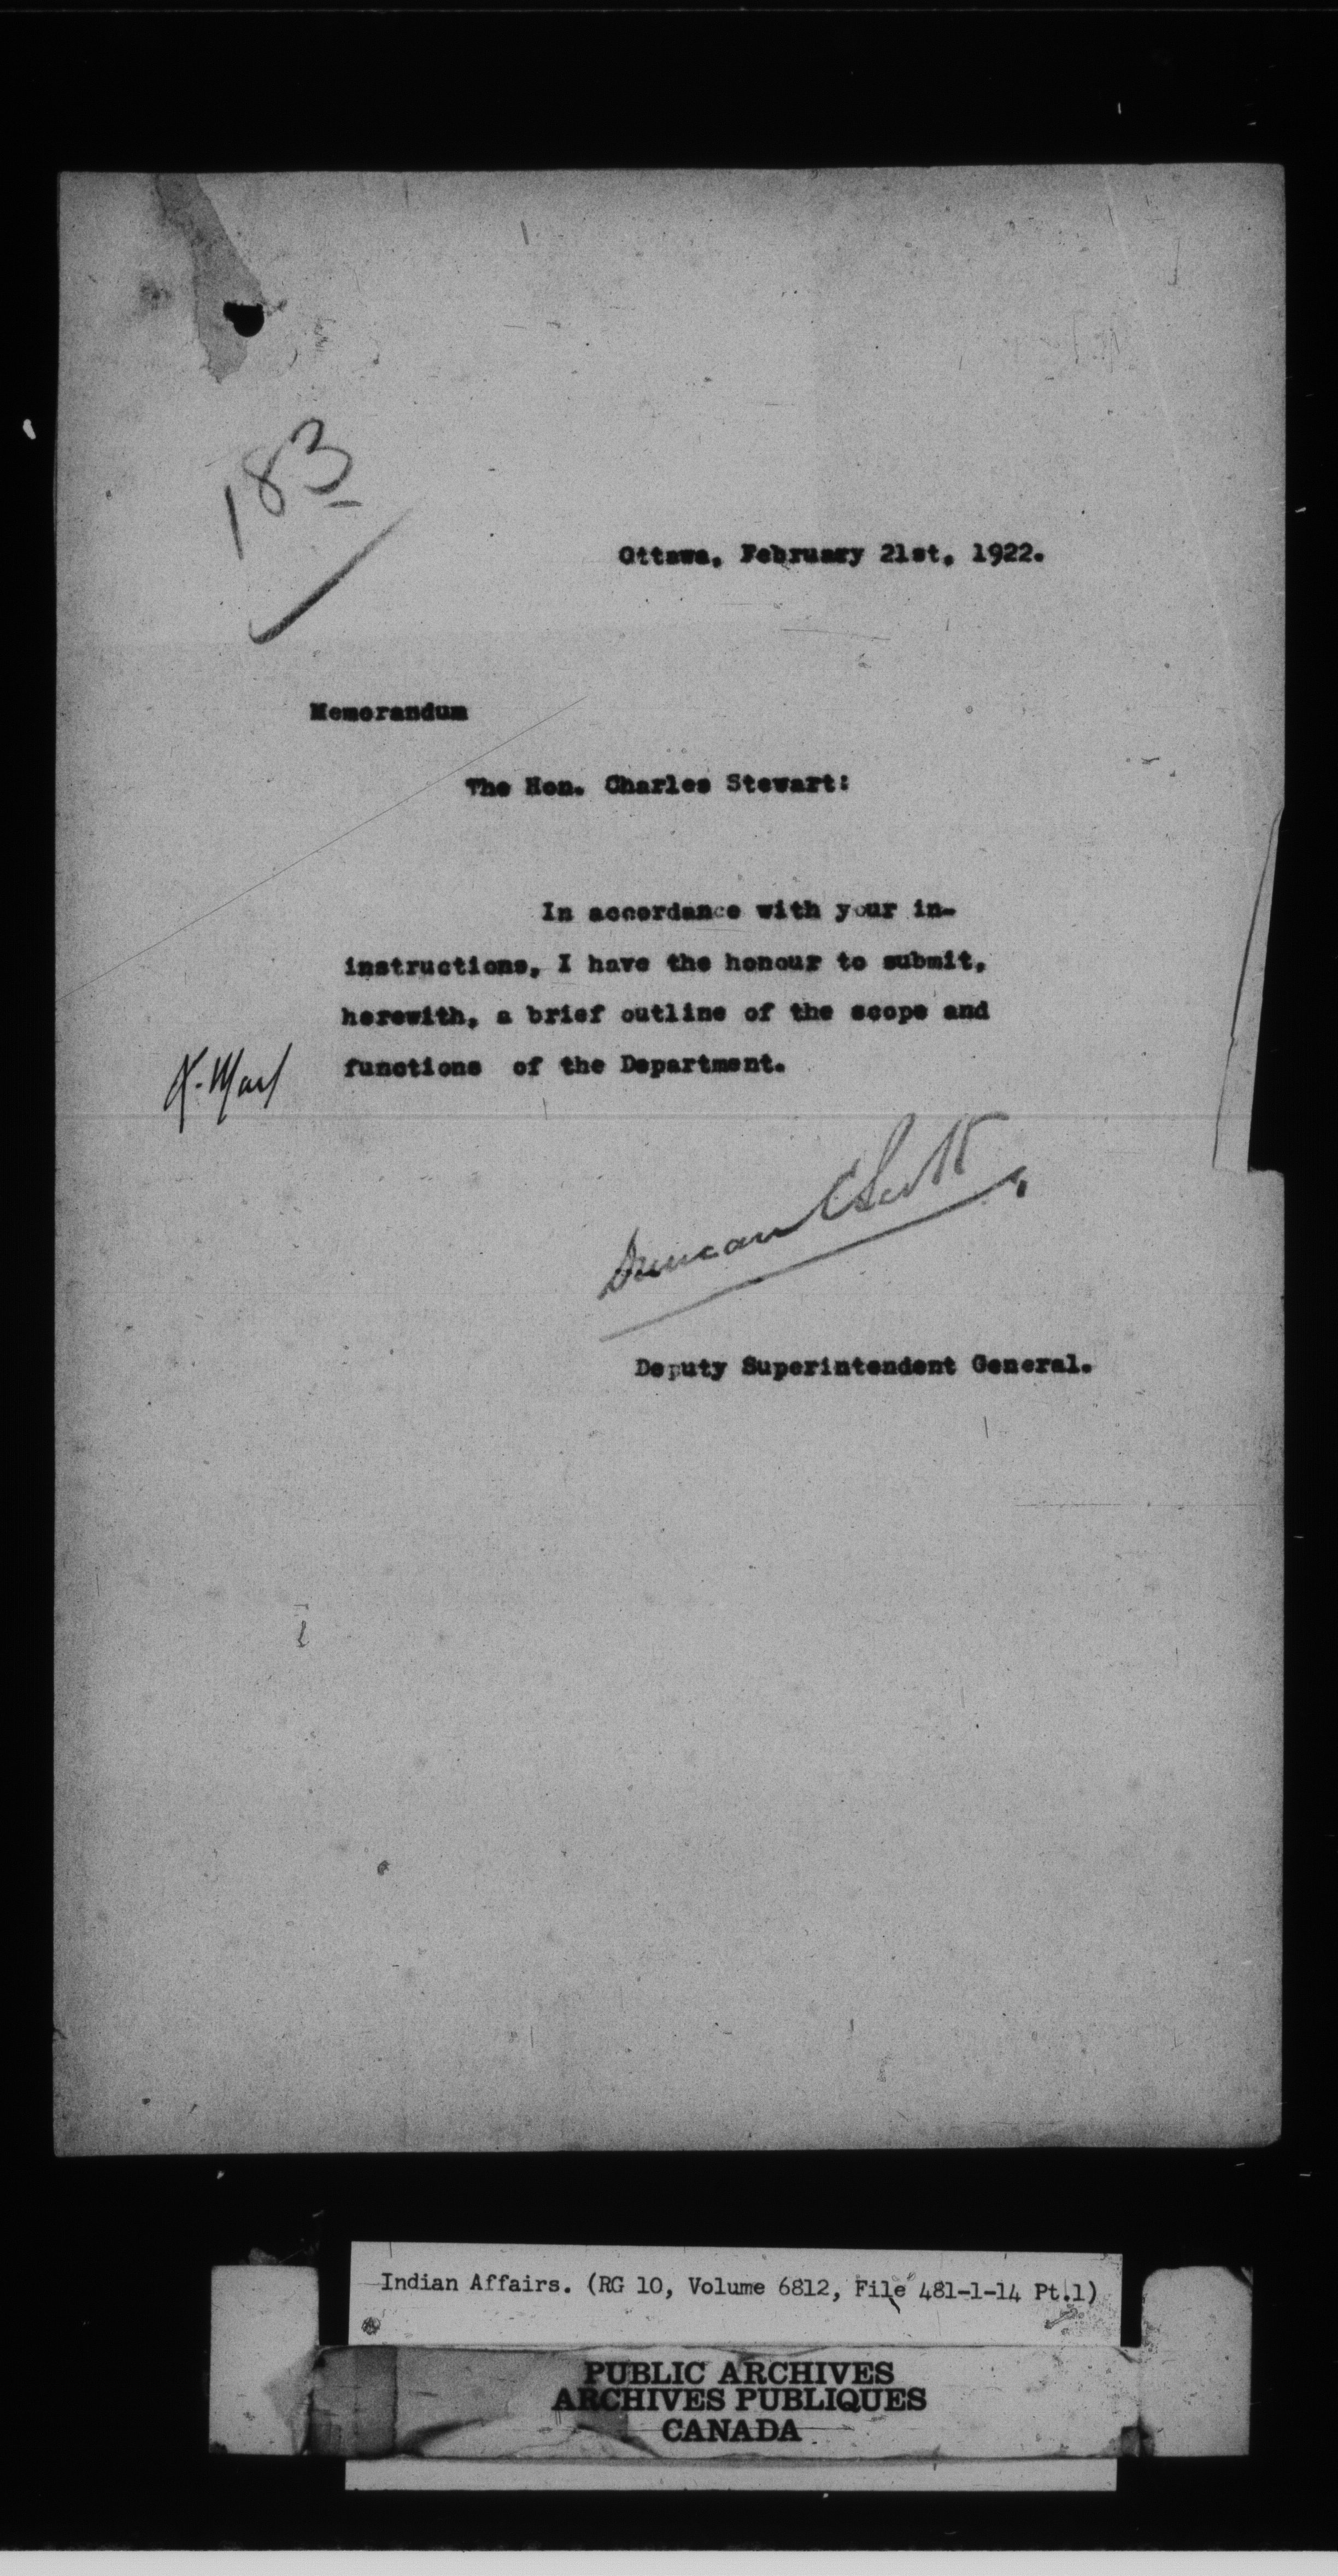 183
Ottawa, February 21st, 1922.
Memorandum
The Hon. Charles Stewart:
In accordance with your in-
instructions, I have the honour to submit,
herewith, a brief outline of the scope and
functions of the Department.
Duncan C Scott
Deputy Superintendent General.
Indian Affairs. (RG 10, Volume 6812, File 481-1-14 Pt.1)
PUBLIC ARCHIVES
ARCHIVES PUBLIQUES
CANADA